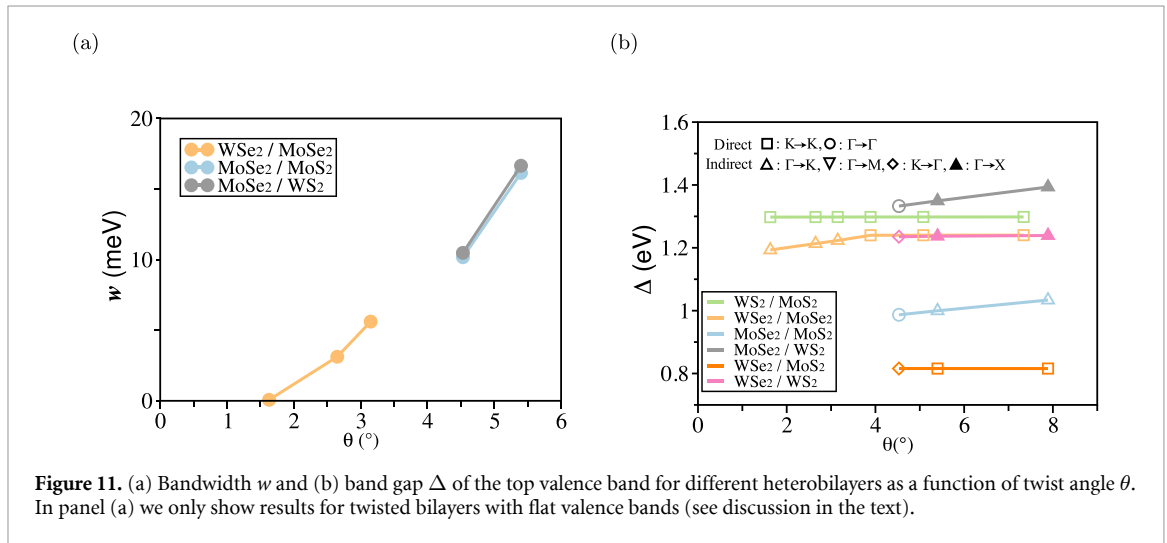 (a)
(b)
20
10
0
w (meV)
WSe₂ / MoSe₂
MoSe₂ / MoS₂
MoSe₂ / WS₂
0 1 2 3 4 5 6
θ (°)
1.6
1.4
1.2
1
0.8
Δ (eV)
Direct □ : K→K, ○ : Γ→Γ
Indirect △ : Γ→K, ▽ : Γ→M, ◇ : K→Γ, ▲ : Γ→X
WS₂ / MoS₂
WSe₂ / MoSe₂
MoSe₂ / MoS₂
MoSe₂ / WS₂
WSe₂ / MoS₂
WSe₂ / WS₂
0 2 4 6 8
θ(°)
Figure 11. (a) Bandwidth w and (b) band gap Δ of the top valence band for different heterobilayers as a function of twist angle θ.
In panel (a) we only show results for twisted bilayers with flat valence bands (see discussion in the text).